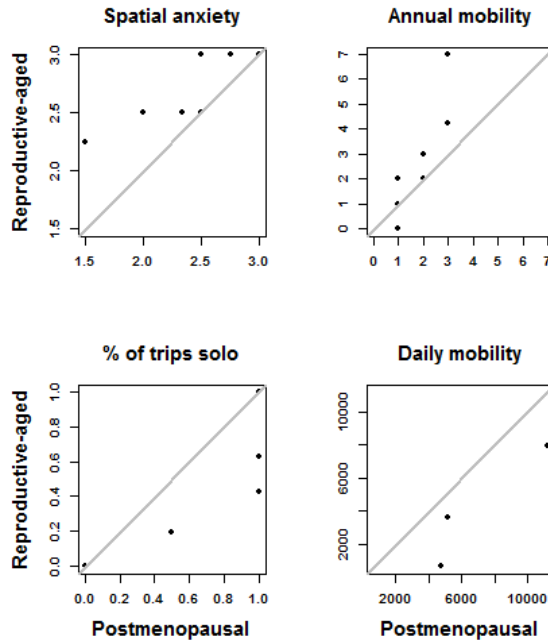 Spatial anxiety
Annual mobility
Reproductive-aged
3.0
2.5
2.0
1.5
1.5 2.0 2.5 3.0
7
6
5
4
3
2
1
0
0 1 2 3 4 5 6 7
% of trips solo
Daily mobility
Reproductive-aged
1.0
0.8
0.6
0.4
0.2
0.0
0.0 0.2 0.4 0.6 0.8 1.0
10000
6000
2000
2000 6000 10000
Postmenopausal
Postmenopausal